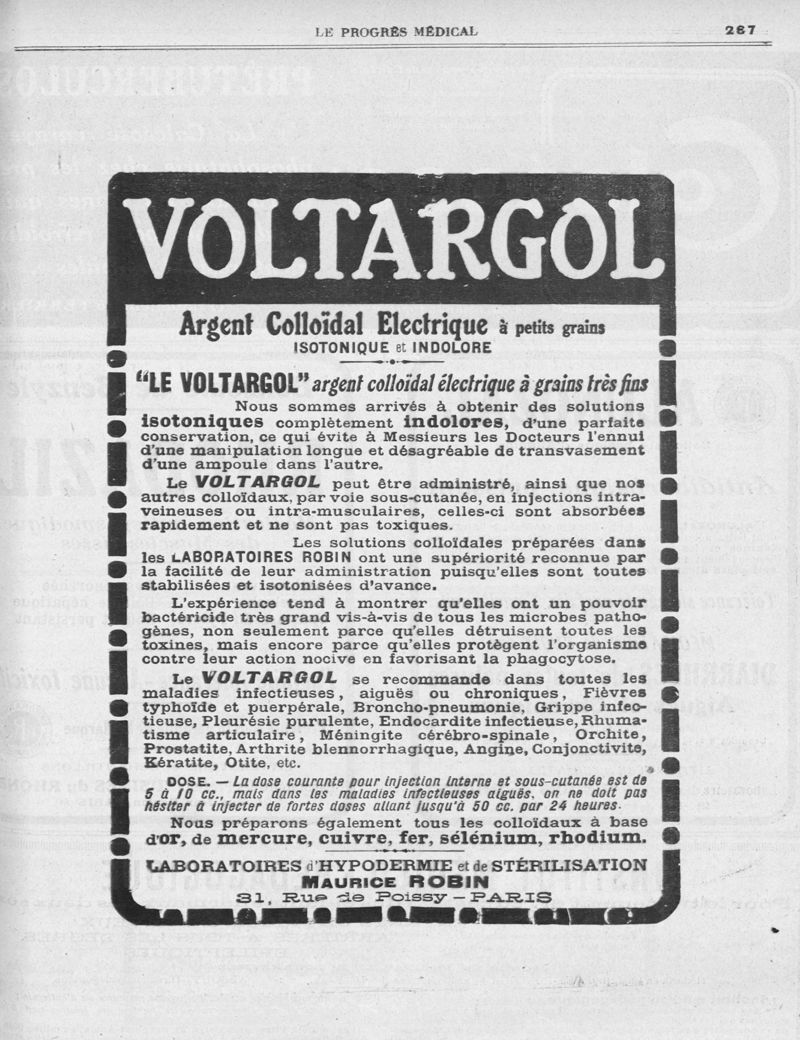 LE PROGRÈS MÉDICAL
267
VOLTARGOL
Argent Colloïdal Electrique à petits grains
ISOTONIQUE et INDOLORE
"LE VOLTARGOL" argent colloïdal électrique à grains très fins
Nous sommes arrivés à obtenir des solutions
isotoniques complètement indolores, d'une parfaite
conservation, ce qui évite à Messieurs les Docteurs l'ennui
d'une manipulation longue et désagréable de transvasement
d'une ampoule dans l'autre.
Le VOLTARGOL peut être administré, ainsi que nos
autres colloïdaux, par voie sous-cutanée, en injections intra-
veineuses ou intra-musculaires, celles-ci sont absorbées
rapidement et ne sont pas toxiques.
Les solutions colloïdales préparées dans
les LABORATOIRES ROBIN ont une supériorité reconnue par
la facilité de leur administration puisqu'elles sont toutes
stabilisées et isotonisées d'avance.
L'expérience tend à montrer qu'elles ont un pouvoir
bactéricide très grand vis-à-vis de tous les microbes patho-
gènes, non seulement parce qu'elles détruisent toutes les
toxines, mais encore parce qu'elles protègent l'organisme
contre leur action nocive en favorisant la phagocytose.
Le VOLTARGOL se recommande dans toutes les
maladies infectieuses, aiguës ou chroniques, Fièvres
typhoïde et puerpérale, Broncho-pneumonie, Grippe infec-
tieuse, Pleurésie purulente, Endocardite infectieuse, Rhuma-
tisme articulaire, Méningite cérébro-spinale, Orchite,
Prostatite, Arthrite blennorrhagique, Angine, Conjonctivite,
Kératite, Otite, etc.
DOSE. — La dose courante pour injection interne et sous-cutanée est de
5 à 10 cc., mais dans les maladies infectieuses aiguës, on ne doit pas
hésiter à injecter de fortes doses allant jusqu'à 50 cc. par 24 heures.
Nous préparons également tous les colloïdaux à base
d'or, de mercure, cuivre, fer, sélénium, rhodium.
LABORATOIRES d'HYPODERMIE et de STÉRILISATION
MAURICE ROBIN
31, Rue de Poissy — PARIS